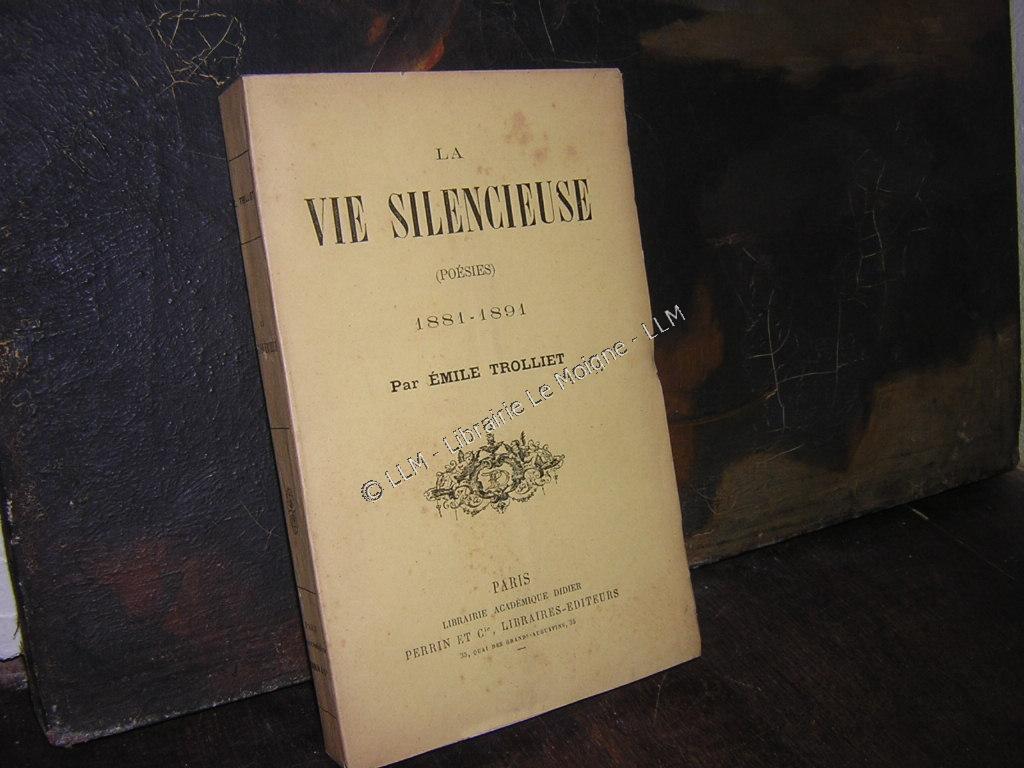 LA
VIE SILENCIEUSE
(POÉSIES)
1881-1891
Par ÉMILE TROLLIET
© LLM - Librairie Le Moigne - LLM
PARIS
LIBRAIRIE ACADÉMIQUE DIDIER
PERRIN ET Cie, LIBRAIRES-EDITEURS
35, QUAI DES GRANDS-AUGUSTINS, 35